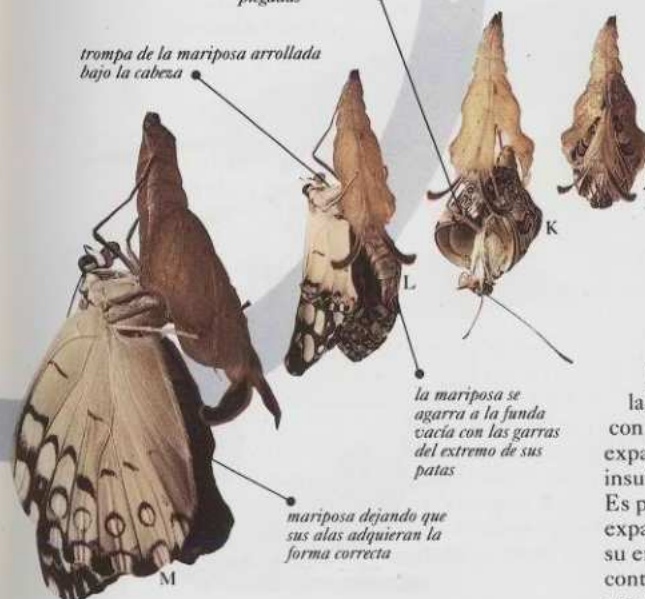 plegadas
trompa de la mariposa arrollada
bajo la cabeza
K
L
la mariposa se
agarra a la funda
vacía con las garras
del extremo de sus
patas
mariposa dejando que
sus alas adquieran la
forma correcta
M
la
con
expa
insu
Es p
expa
su e
cont